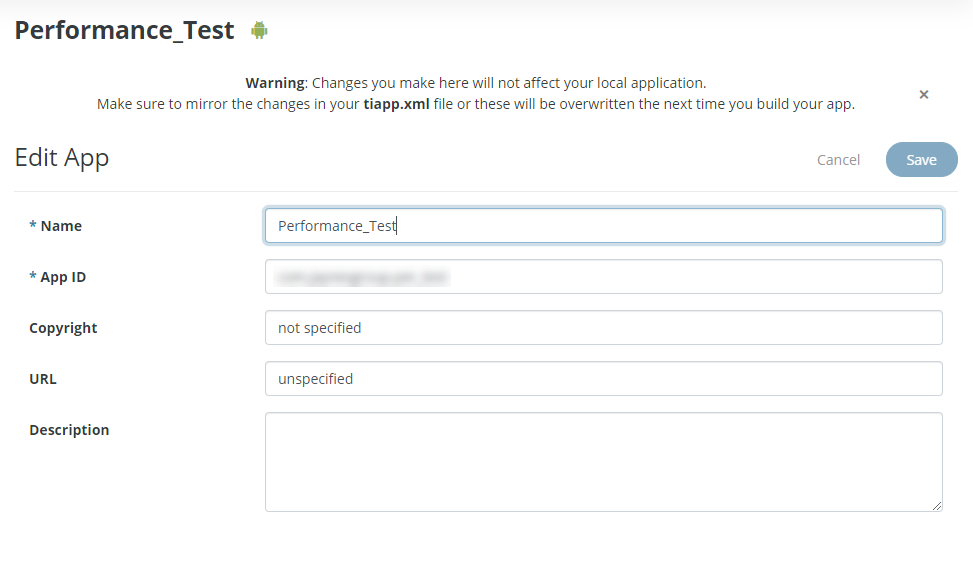 Performance_Test
Warning: Changes you make here will not affect your local application.
Make sure to mirror the changes in your tiapp.xml file or these will be overwritten the next time you build your app.
×
Edit App
Cancel
Save
* Name
Performance_Test
* App ID
Copyright
not specified
URL
unspecified
Description